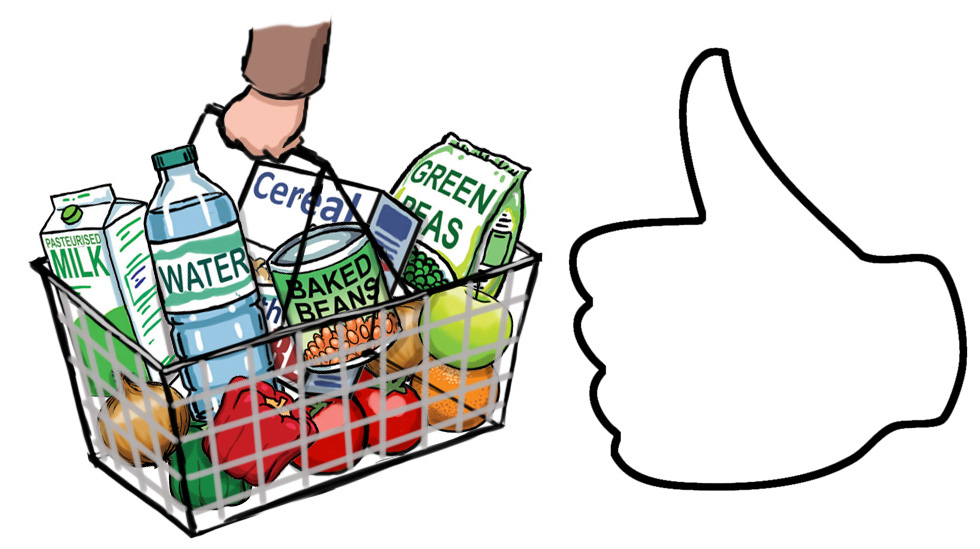 PASTEURISED
MILK
WATER
Cereal
BAKED
BEANS
GREEN
PEAS